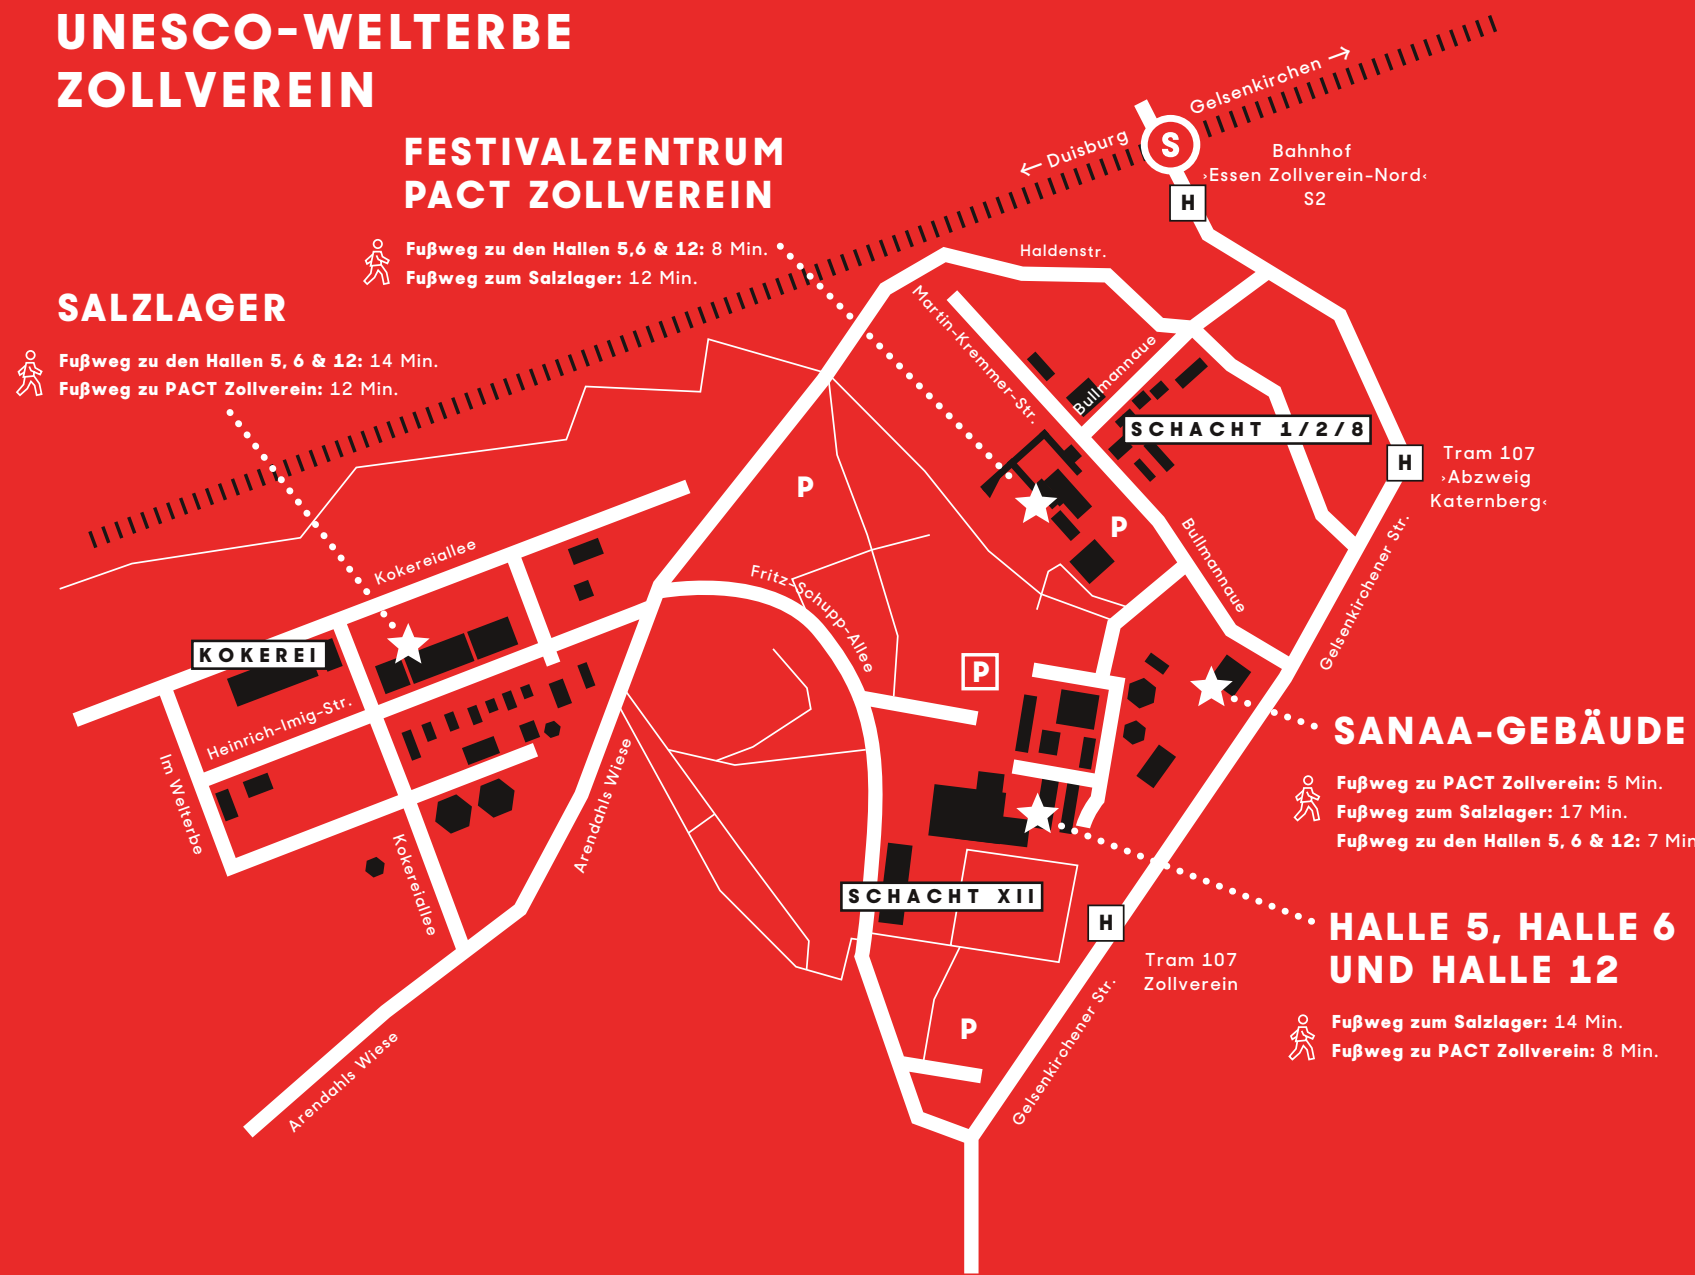 UNESCO-WELTERBE
ZOLLVEREIN
FESTIVALZENTRUM
PACT ZOLLVEREIN
Fußweg zu den Hallen 5,6 & 12: 8 Min.
Fußweg zum Salzlager: 12 Min.
SALZLAGER
Fußweg zu den Hallen 5, 6 & 12: 14 Min.
Fußweg zu PACT Zollverein: 12 Min.
Gelsenkirchen →
← Duisburg
S
Bahnhof
›Essen Zollverein-Nord‹
S2
H
Haldenstr.
Martin-Kremmer-Str.
Bullmannaue
SCHACHT 1/2/8
H
Tram 107
›Abzweig
Katernberg‹
P
P
Bullmannaue
Gelsenkirchener Str.
Kokereiallee
Fritz-Schupp-Allee
KOKEREI
P
Heinrich-Imig-Str.
Im Welterbe
Arendahls Wiese
Kokereiallee
SANAA-GEBÄUDE
Fußweg zu PACT Zollverein: 5 Min.
Fußweg zum Salzlager: 17 Min.
Fußweg zu den Hallen 5, 6 & 12: 7 Min
SCHACHT XII
H
Tram 107
Zollverein
HALLE 5, HALLE 6
UND HALLE 12
Fußweg zum Salzlager: 14 Min.
Fußweg zu PACT Zollverein: 8 Min.
P
Gelsenkirchener Str.
Arendahls Wiese